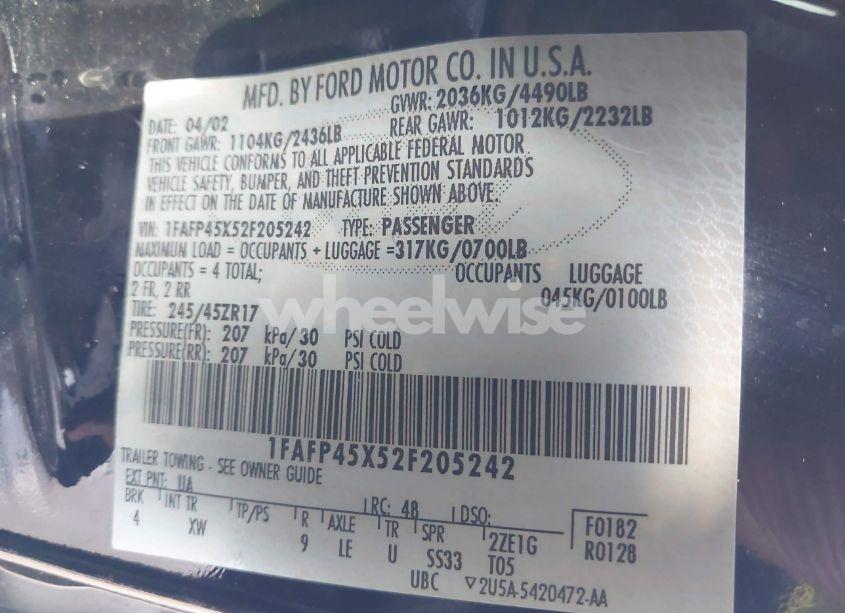 MFD. BY FORD MOTOR CO. IN U.S.A.
DATE: 04/02 GVWR: 2036KG/4490LB
FRONT GAWR: 1104KG/2436LB REAR GAWR: 1012KG/2232LB
THIS VEHICLE CONFORMS TO ALL APPLICABLE FEDERAL MOTOR
VEHICLE SAFETY, BUMPER, AND THEFT PREVENTION STANDARDS
IN EFFECT ON THE DATE OF MANUFACTURE SHOWN ABOVE.
VIN: 1FAFP45X52F205242 TYPE: PASSENGER
MAXIMUM LOAD = OCCUPANTS + LUGGAGE =317KG/0700LB
OCCUPANTS = 4 TOTAL; OCCUPANTS LUGGAGE
2 FR, 2 RR 045KG/0100LB
TIRE: 245/45ZR17
PRESSURE(FR): 207 kPa/30 PSI COLD
PRESSURE(RR): 207 kPa/30 PSI COLD
wheelwise
1FAFP45X52F205242
TRAILER TOWING - SEE OWNER GUIDE
EXT PNT: UA RC: 48 DSO:
BRK INT TR TP/PS R AXLE TR SPR 2ZE1G F0182
4 XW 9 LE U SS33 T05 R0128
UBC ▽2U5A-5420472-AA